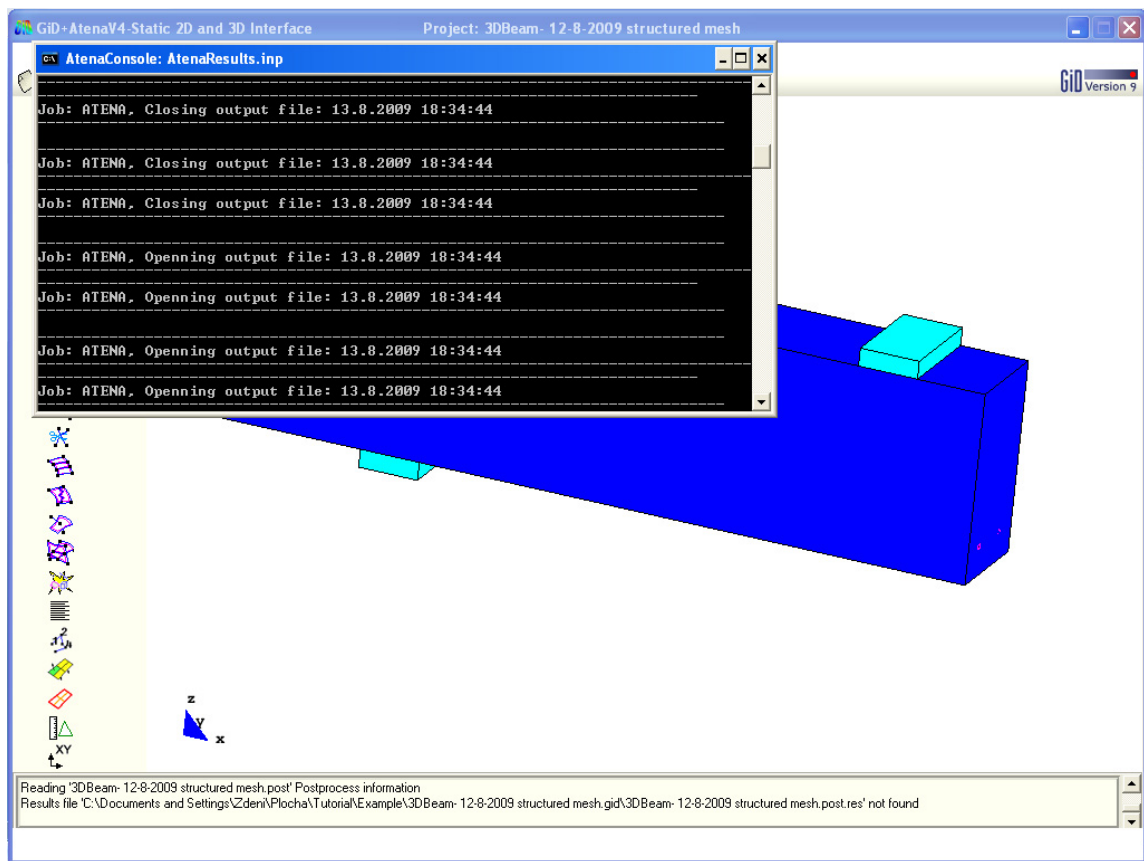 GiD+AtenaV4-Static 2D and 3D Interface Project: 3DBeam- 12-8-2009 structured mesh
AtenaConsole: AtenaResults.inp
GiD Version 9
Job: ATENA, Closing output file: 13.8.2009 18:34:44
Job: ATENA, Closing output file: 13.8.2009 18:34:44
Job: ATENA, Closing output file: 13.8.2009 18:34:44
Job: ATENA, Openning output file: 13.8.2009 18:34:44
Job: ATENA, Openning output file: 13.8.2009 18:34:44
Job: ATENA, Openning output file: 13.8.2009 18:34:44
Job: ATENA, Openning output file: 13.8.2009 18:34:44
z
y
x
XY
Reading '3DBeam- 12-8-2009 structured mesh.post' Postprocess information
Results file 'C:\Documents and Settings\Zdeni\Plocha\Tutorial\Example\3DBeam- 12-8-2009 structured mesh.gid\3DBeam- 12-8-2009 structured mesh.post.res' not found